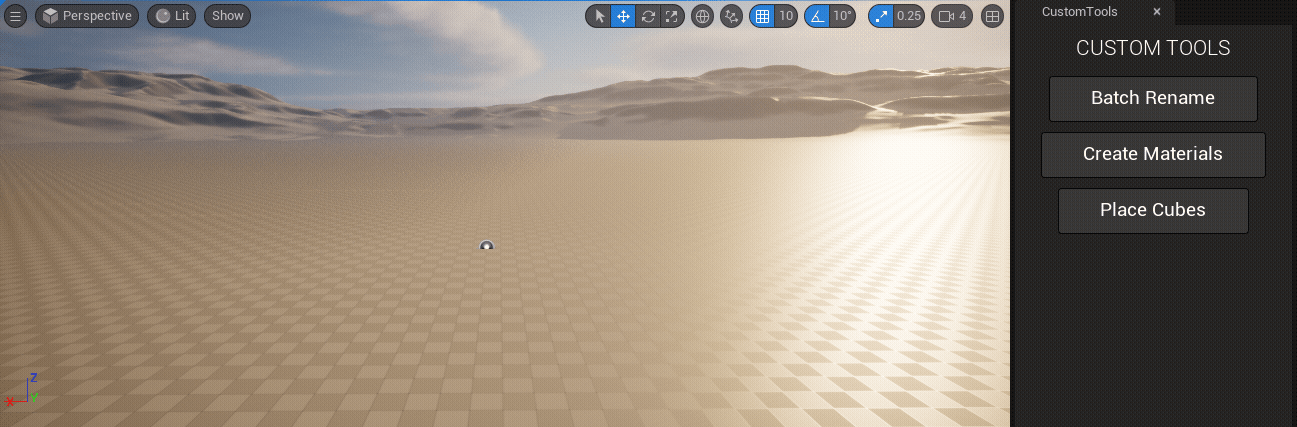 Perspective
Lit
Show
10
10°
0.25
4
CustomTools
CUSTOM TOOLS
Batch Rename
Create Materials
Place Cubes
Z
X
Y